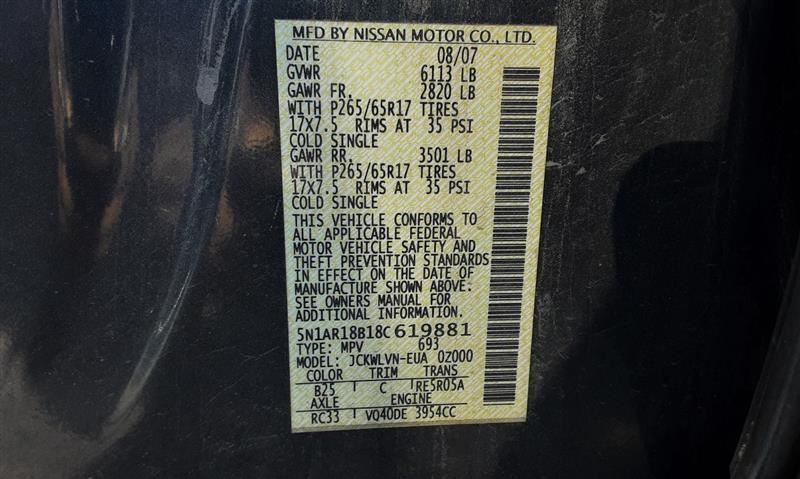 MFD BY NISSAN MOTOR CO., LTD.
DATE 08/07
GVWR 6113 LB
GAWR FR. 2820 LB
WITH P265/65R17 TIRES
17X7.5 RIMS AT 35 PSI
COLD SINGLE
GAWR RR. 3501 LB
WITH P265/65R17 TIRES
17X7.5 RIMS AT 35 PSI
COLD SINGLE
THIS VEHICLE CONFORMS TO
ALL APPLICABLE FEDERAL
MOTOR VEHICLE SAFETY AND
THEFT PREVENTION STANDARDS
IN EFFECT ON THE DATE OF
MANUFACTURE SHOWN ABOVE.
SEE OWNERS MANUAL FOR
ADDITIONAL INFORMATION.
5N1AR18B18C619881
TYPE: MPV 693
MODEL: JCKWLVN-EUA 0Z000
COLOR TRIM TRANS
B25 C RE5R05A
AXLE ENGINE
RC33 VQ40DE 3954CC